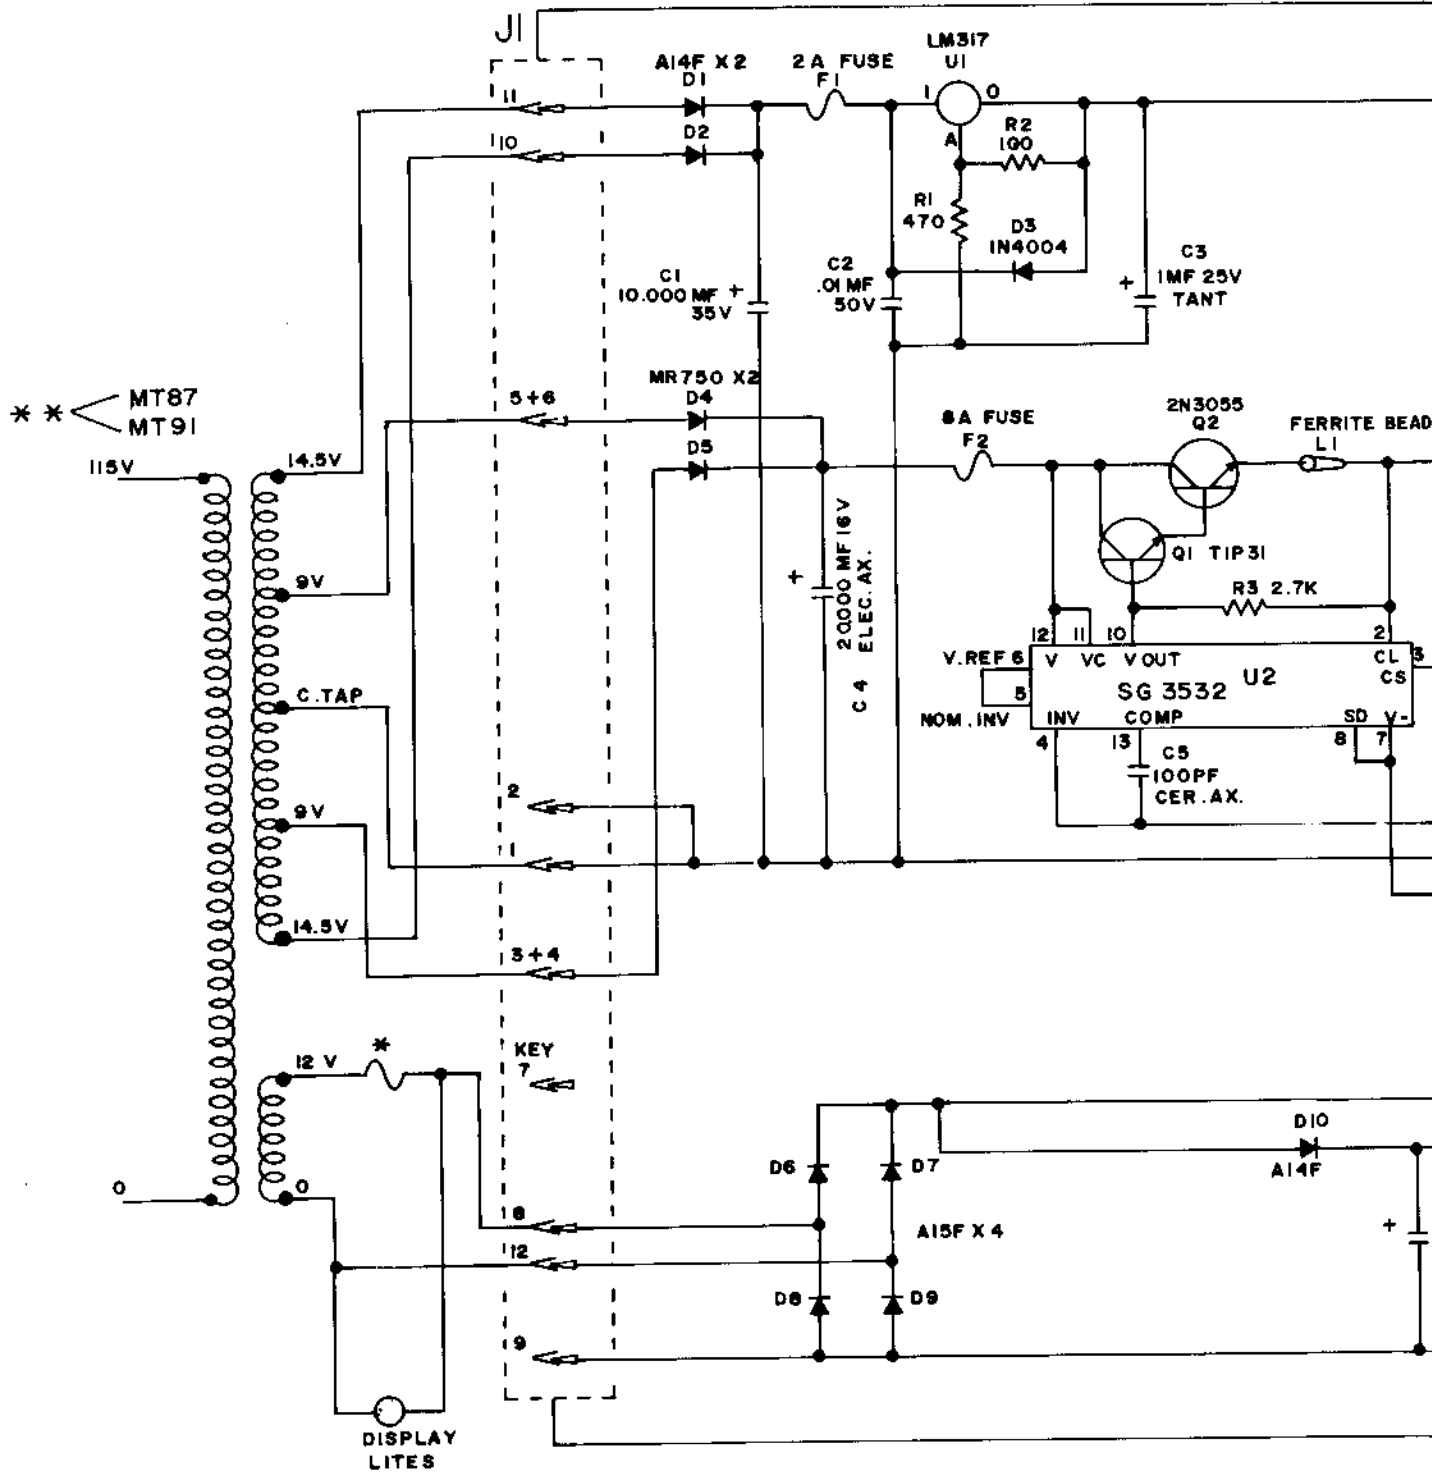 J1
LM317
U1
A14F X 2
D1
2 A FUSE
F1
11
1
0
D2
10
A
R2
100
R1
470
D3
1N4004
C3
1MF 25V
TANT
+
C1
10.000 MF +
35V
C2
.01 MF
50V
MR750 X2
D4
5+6
* *
MT87
MT91
8A FUSE
F2
2N3055
Q2
FERRITE BEAD
L1
D5
115V
14.5V
20000 MF 16V
ELEC. AX.
C 4
+
Q1 TIP31
R3 2.7K
9V
12
11
10
2
V
VC
V OUT
CL
CS
3
V.REF 6
5
NOM. INV
SG 3532
U2
INV
COMP
SD
V-
4
13
8
7
C5
100PF
CER. AX.
C. TAP
2
1
9V
14.5V
3+4
12 V
*
KEY
7
D10
A14F
D6
D7
0
0
8
12
A15F X 4
+
D8
D9
9
DISPLAY
LITES